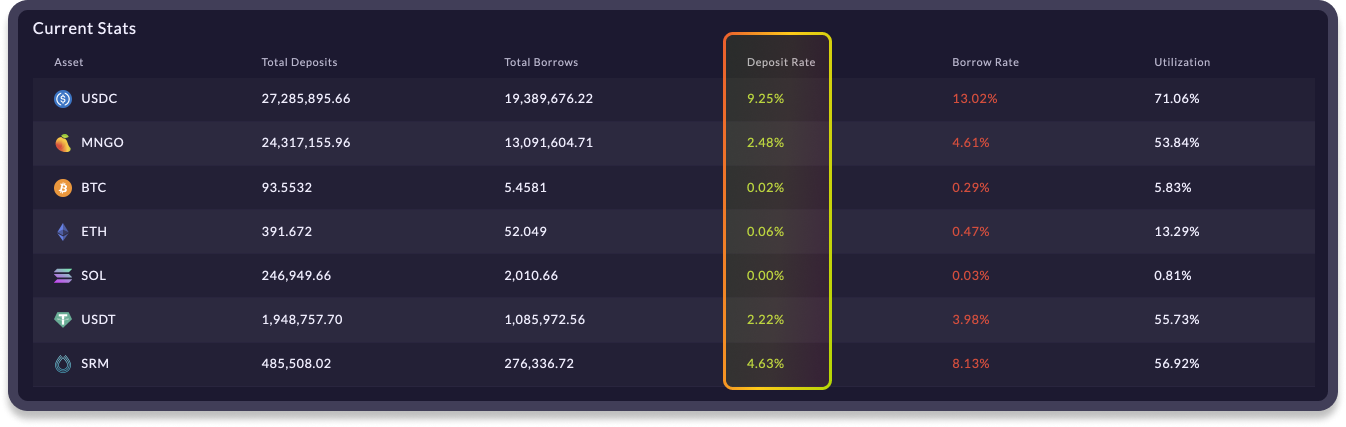 Current Stats
Asset Total Deposits Total Borrows Deposit Rate Borrow Rate Utilization
USDC 27,285,895.66 19,389,676.22 9.25% 13.02% 71.06%
MNGO 24,317,155.96 13,091,604.71 2.48% 4.61% 53.84%
BTC 93.5532 5.4581 0.02% 0.29% 5.83%
ETH 391.672 52.049 0.06% 0.47% 13.29%
SOL 246,949.66 2,010.66 0.00% 0.03% 0.81%
USDT 1,948,757.70 1,085,972.56 2.22% 3.98% 55.73%
SRM 485,508.02 276,336.72 4.63% 8.13% 56.92%